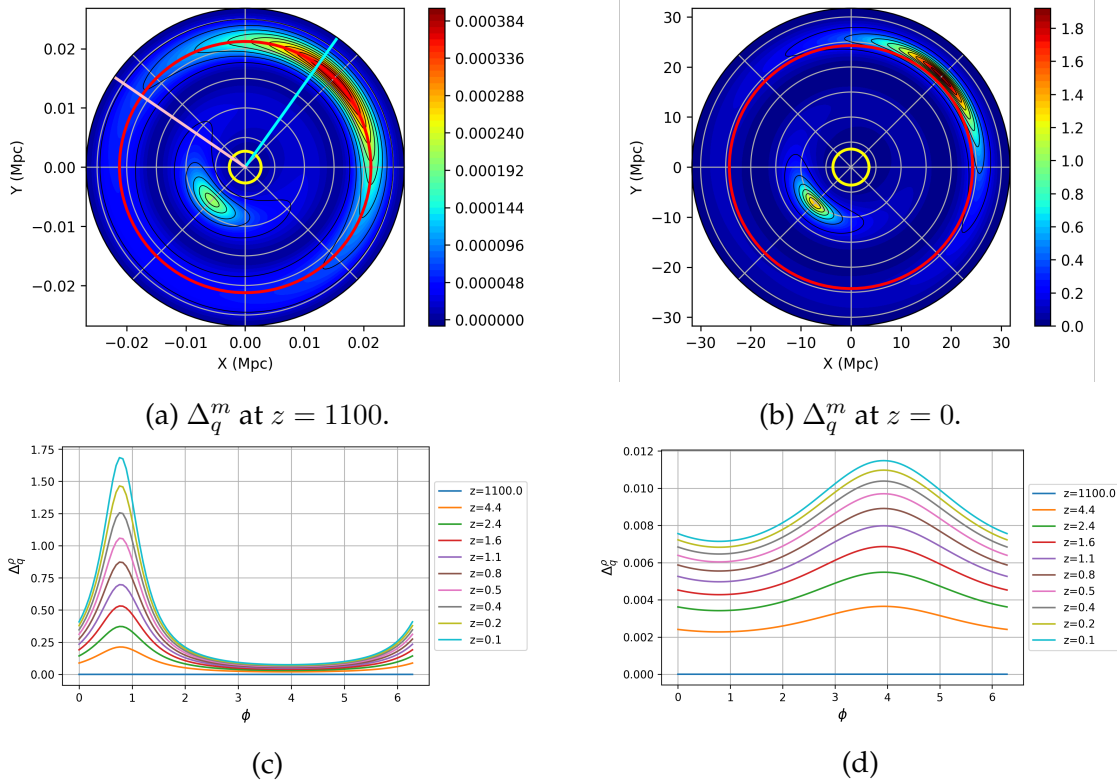 0.02
0.01
0.00
−0.01
−0.02
Y (Mpc)
−0.02 −0.01 0.00 0.01 0.02
X (Mpc)
0.000384
0.000336
0.000288
0.000240
0.000192
0.000144
0.000096
0.000048
0.000000
30
20
10
0
10
20
30
Y (Mpc)
30 20 10 0 10 20 30
X (Mpc)
1.8
1.6
1.4
1.2
1.0
0.8
0.6
0.4
0.2
0.0
(a) Δ_q^m at z = 1100.
(b) Δ_q^m at z = 0.
1.75
1.50
1.25
1.00
0.75
0.50
0.25
0.00
Δ_q^ρ
0 1 2 3 4 5 6
ϕ
z=1100.0
z=4.4
z=2.4
z=1.6
z=1.1
z=0.8
z=0.5
z=0.4
z=0.2
z=0.1
(c)
0.012
0.010
0.008
0.006
0.004
0.002
0.000
Δ_q^ρ
0 1 2 3 4 5 6
ϕ
z=1100.0
z=4.4
z=2.4
z=1.6
z=1.1
z=0.8
z=0.5
z=0.4
z=0.2
z=0.1
(d)